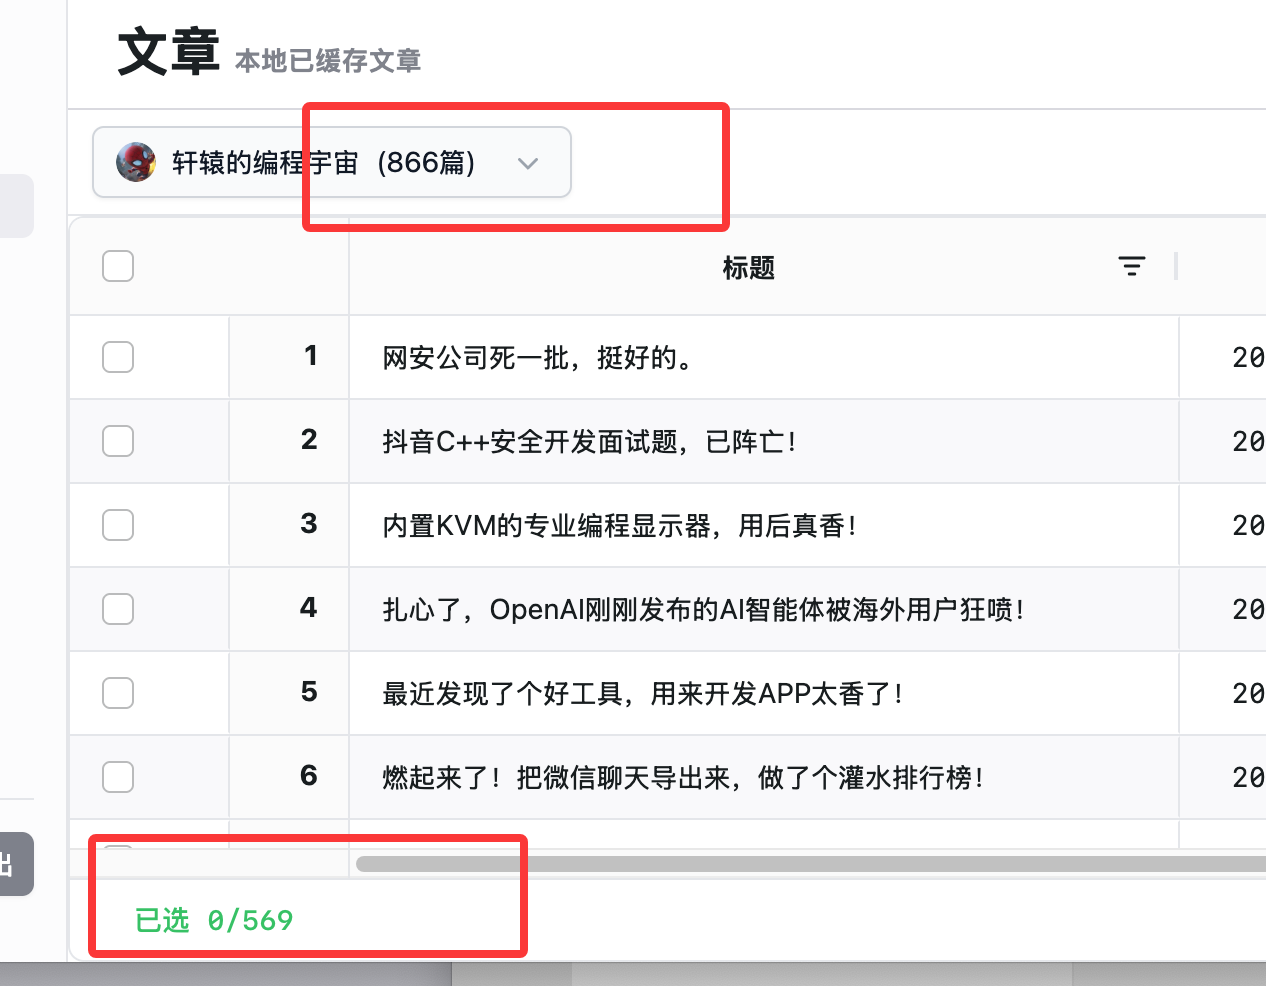 文章 本地已缓存文章
轩辕的编程宇宙 (866篇)
标题
1 网安公司死一批，挺好的。 20
2 抖音C++安全开发面试题，已阵亡！ 20
3 内置KVM的专业编程显示器，用后真香！ 20
4 扎心了，OpenAI刚刚发布的AI智能体被海外用户狂喷！ 20
5 最近发现了个好工具，用来开发APP太香了！ 20
6 燃起来了！把微信聊天导出来，做了个灌水排行榜！ 20
出
已选 0/569